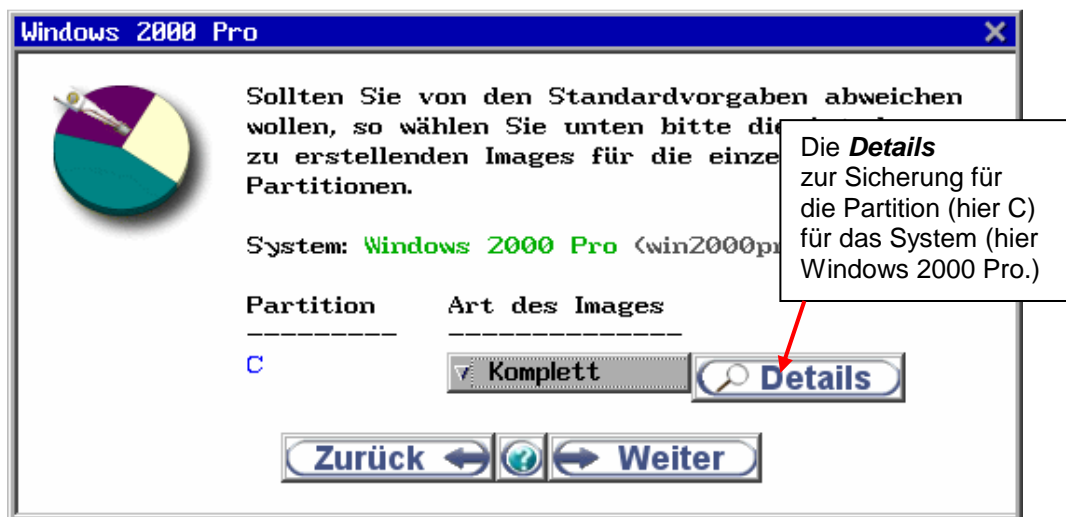 Windows 2000 Pro
Sollten Sie von den Standardvorgaben abweichen
wollen, so wählen Sie unten bitte die
zu erstellenden Images für die
Partitionen.
System: Windows 2000 Pro
Partition Art des Images
C Komplett Details
Zurück Weiter
Die Details
zur Sicherung für
die Partition (hier C)
für das System (hier
Windows 2000 Pro.)